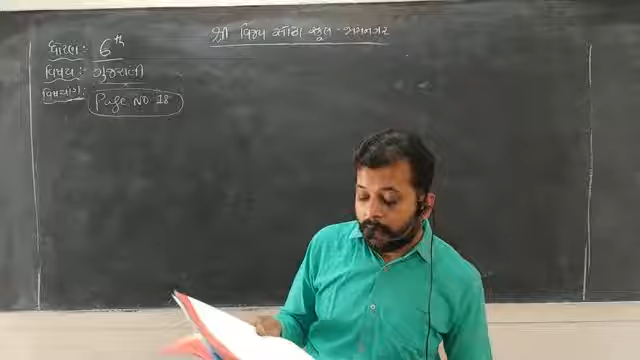 શ્રી વિજય સ્કૂલ
ધોરણ : 6th
વિષય : ગુજરાતી
Page NO 18